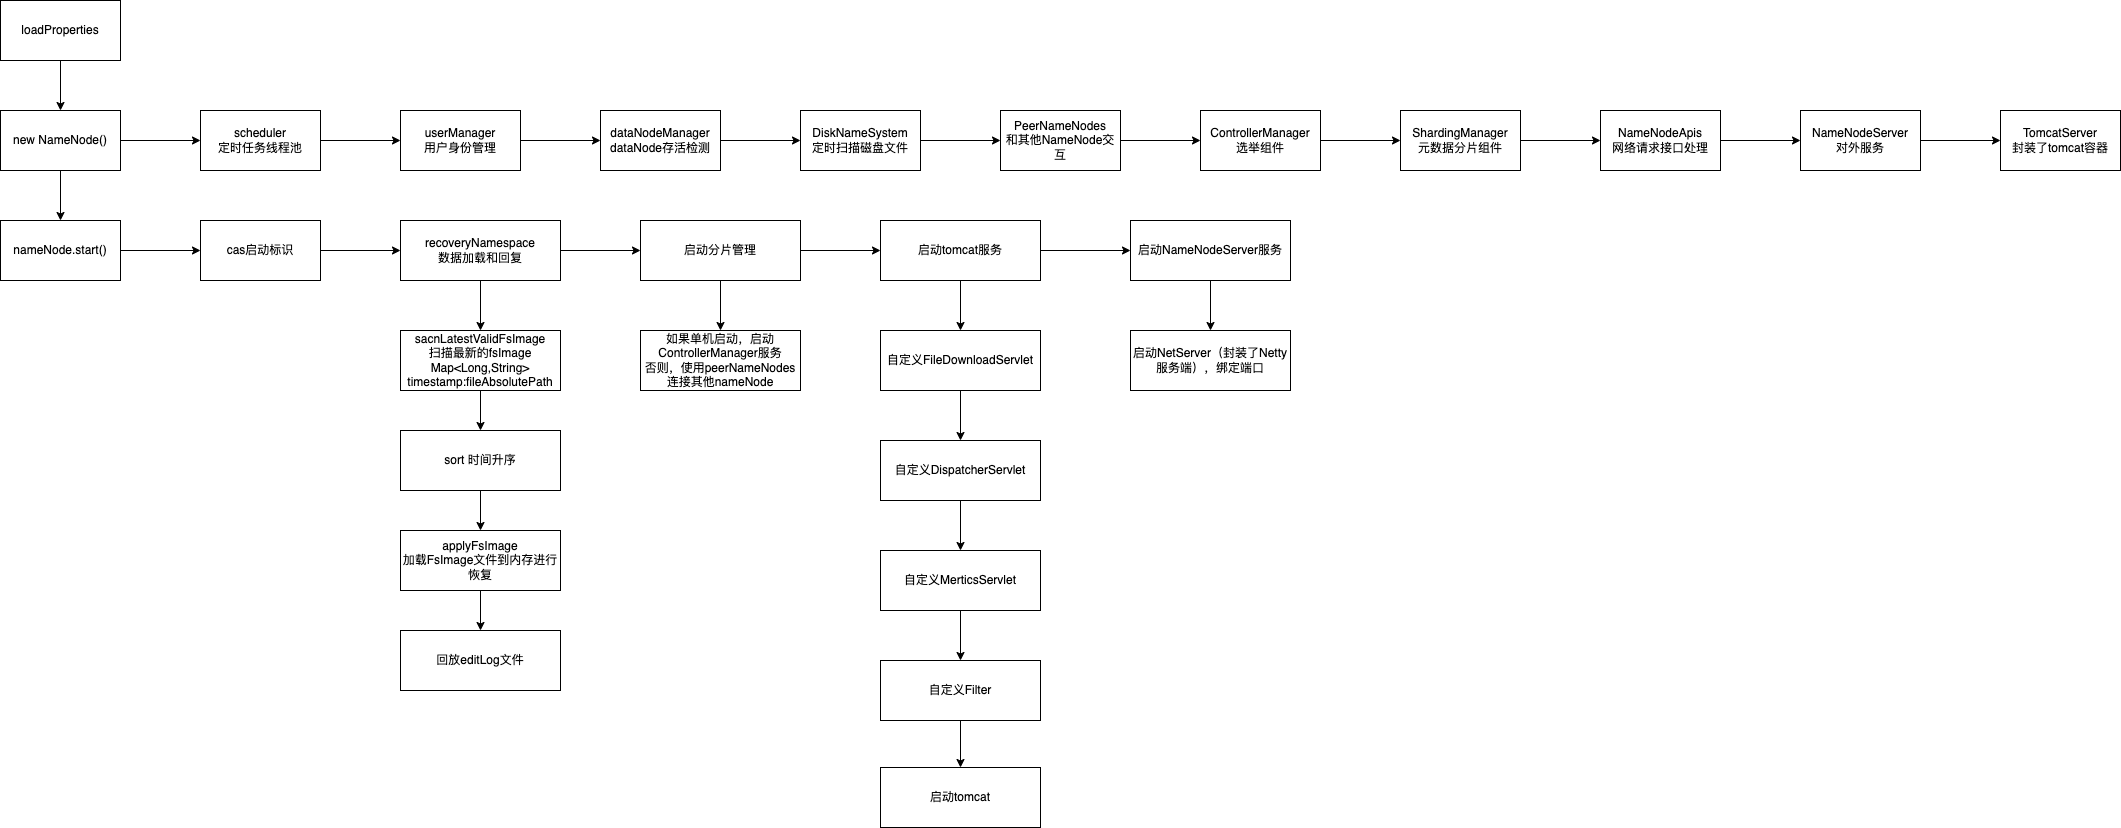 loadProperties
new NameNode()
scheduler
定时任务线程池
userManager
用户身份管理
dataNodeManager
dataNode存活检测
DiskNameSystem
定时扫描磁盘文件
PeerNameNodes
和其他NameNode交
互
ControllerManager
选举组件
ShardingManager
元数据分片组件
NameNodeApis
网络请求接口处理
NameNodeServer
对外服务
TomcatServer
封装了tomcat容器
nameNode.start()
cas启动标识
recoveryNamespace
数据加载和回复
启动分片管理
启动tomcat服务
启动NameNodeServer服务
sacnLatestValidFsImage
扫描最新的fsImage
Map<Long,String>
timestamp:fileAbsolutePath
如果单机启动，启动
ControllerManager服务
否则，使用peerNameNodes
连接其他nameNode
自定义FileDownloadServlet
启动NetServer（封装了Netty
服务端），绑定端口
sort 时间升序
自定义DispatcherServlet
applyFsImage
加载FsImage文件到内存进行
恢复
自定义MerticsServlet
回放editLog文件
自定义Filter
启动tomcat